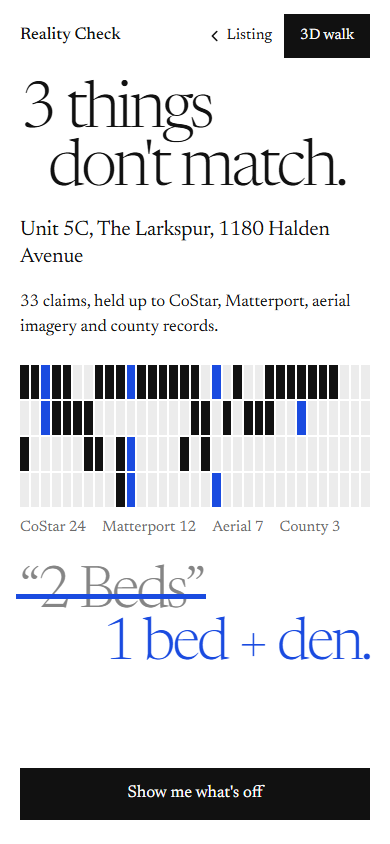 Reality Check
Listing
3D walk
3 things
don't match.
Unit 5C, The Larkspur, 1180 Halden
Avenue
33 claims, held up to CoStar, Matterport, aerial
imagery and county records.
CoStar 24 Matterport 12 Aerial 7 County 3
“2 Beds”
1 bed + den.
Show me what's off